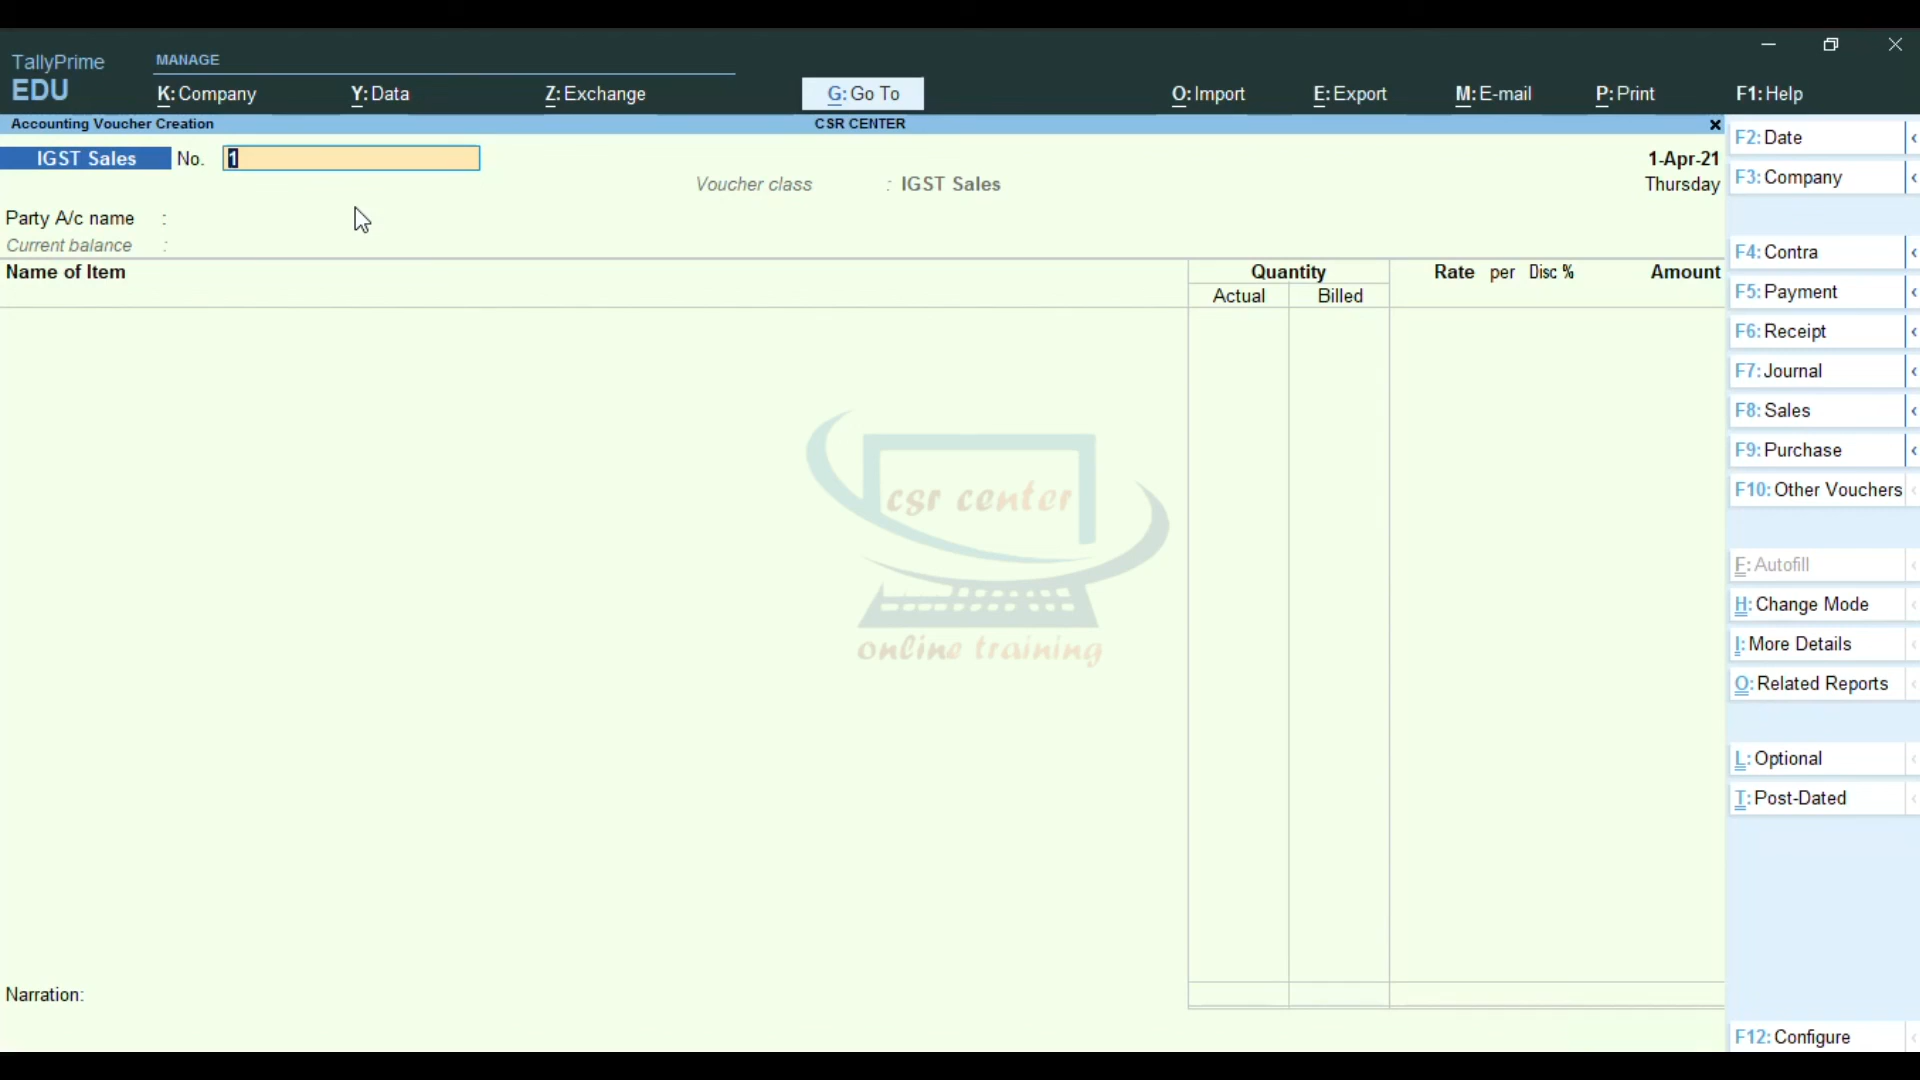 TallyPrime
EDU
MANAGE
K: Company
Y: Data
Z: Exchange
G: Go To
O: Import
E: Export
M: E-mail
P: Print
F1: Help
Accounting Voucher Creation
CSR CENTER
IGST Sales No. 1
1-Apr-21
Voucher class : IGST Sales
Thursday
Party A/c name :
Current balance :
Name of Item
Quantity
Rate per Disc % Amount
Actual Billed
csr center
online training
Narration:
F2: Date
F3: Company
F4: Contra
F5: Payment
F6: Receipt
F7: Journal
F8: Sales
F9: Purchase
F10: Other Vouchers
F: Autofill
H: Change Mode
I: More Details
O: Related Reports
L: Optional
T: Post-Dated
F12: Configure